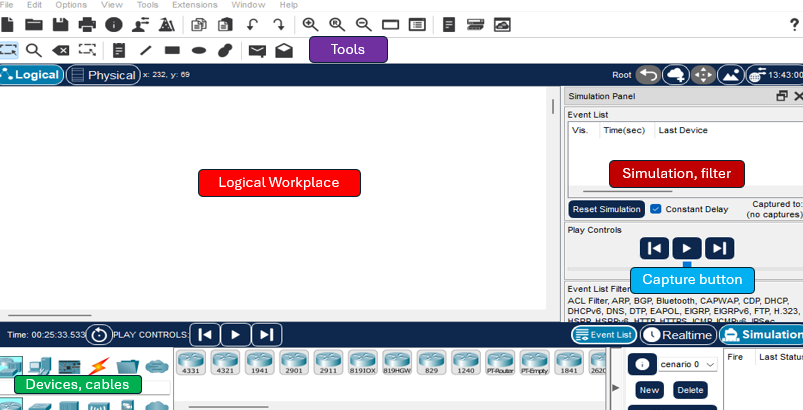 File Edit Options View Tools Extensions Window Help
Tools
Logical Physical x: 232, y: 69 Root 13:43:00
Simulation Panel
Event List
Vis. Time(sec) Last Device
Simulation, filter
Logical Workplace
Reset Simulation Constant Delay Captured to:
(no captures)
Play Controls
Capture button
Event List Filter
ACL Filter, ARP, BGP, Bluetooth, CAPWAP, CDP, DHCP,
DHCPv6, DNS, DTP, EAPOL, EIGRP, EIGRPv6, FTP, H.323,
HSRP, HSRPv6, HTTP, HTTPS, ICMP, ICMPv6, IPSec,
Time: 00:25:33.533 PLAY CONTROLS: Event List Realtime Simulation
Devices, cables
4331 4321 1941 2901 2911 819IOX 819HGW 829 1240 PT-Router PT-Empty 1841 2620
cenario 0
New Delete
Fire Last Status